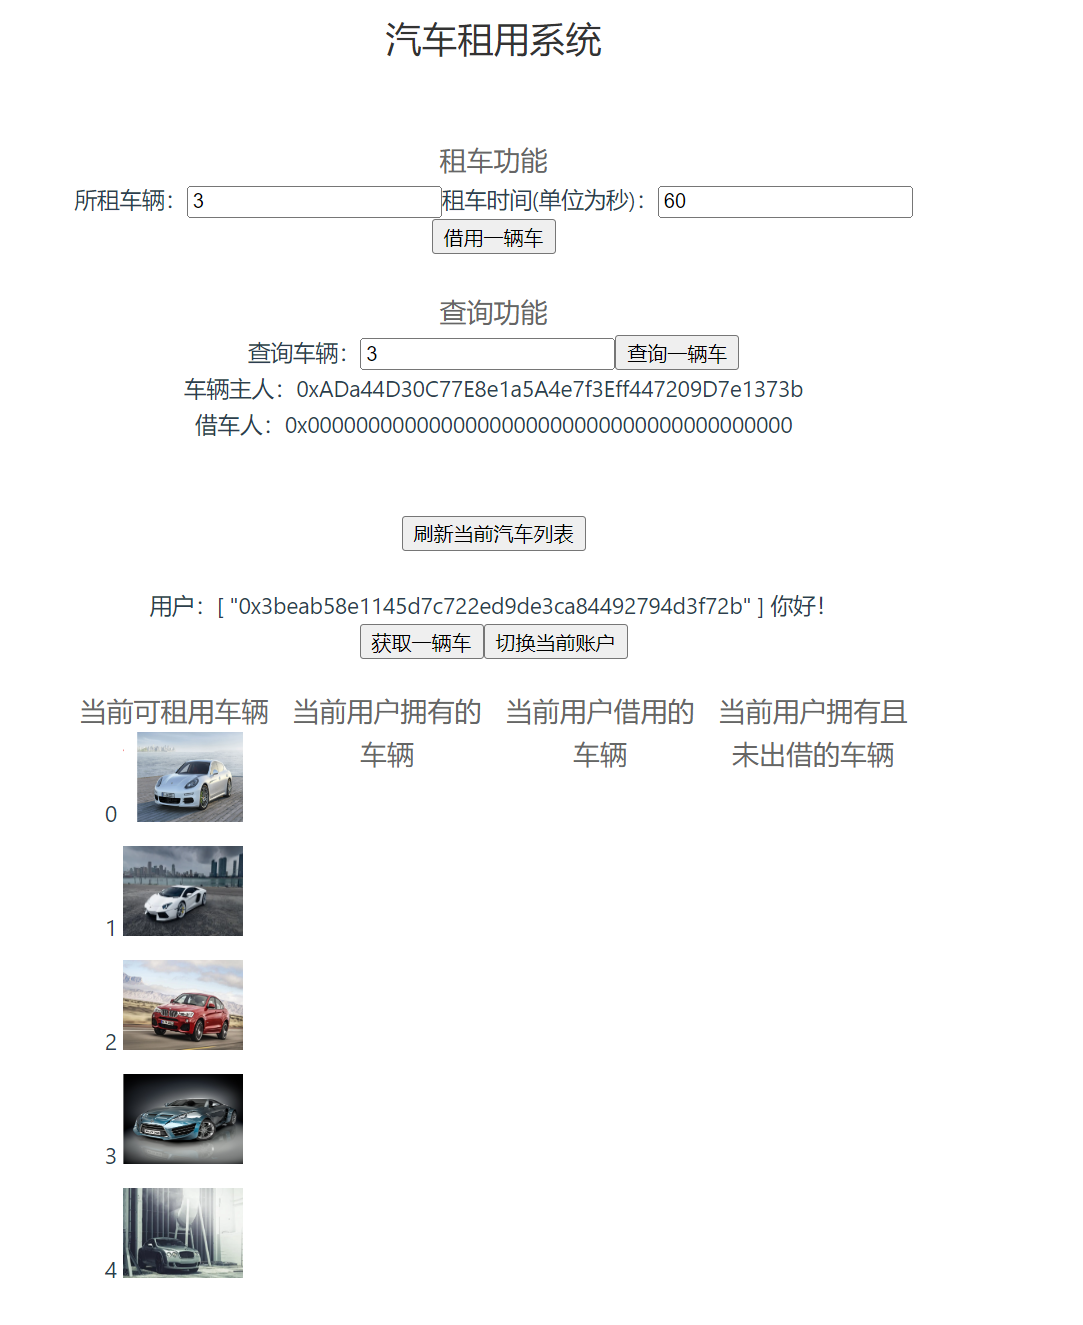 汽车租用系统
租车功能
所租车辆： 3 租车时间(单位为秒)： 60
借用一辆车
查询功能
查询车辆： 3 查询一辆车
车辆主人：0xADa44D30C77E8e1a5A4e7f3Eff447209D7e1373b
借车人：0x0000000000000000000000000000000000000000
刷新当前汽车列表
用户：[ "0x3beab58e1145d7c722ed9de3ca84492794d3f72b" ] 你好！
获取一辆车 切换当前账户
当前可租用车辆
当前用户拥有的
车辆
当前用户借用的
车辆
当前用户拥有且
未出借的车辆
0
1
2
3
4